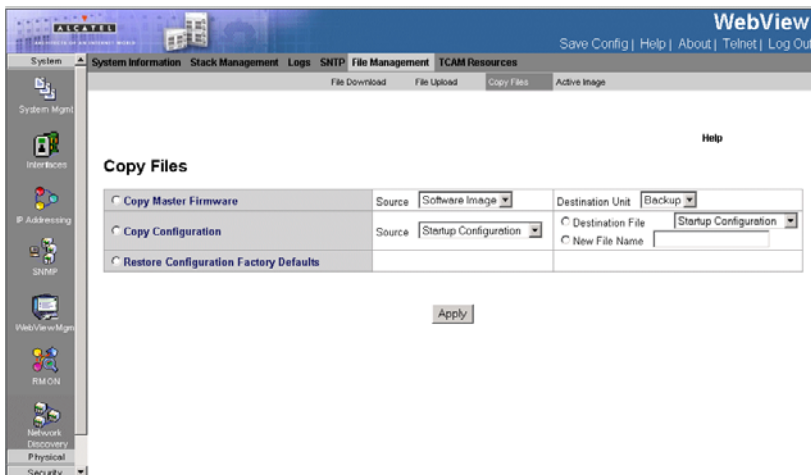 ALCATEL
WebView
Save Config | Help | About | Telnet | Log Out
System
System Information Stack Management Logs SNTP File Management TCAM Resources
File Download File Upload Copy Files Active Image
System Mgmt
Help
Interfaces
Copy Files
Copy Master Firmware Source Software Image Destination Unit Backup
IP Addressing
Copy Configuration Source Startup Configuration Destination File Startup Configuration
New File Name
Restore Configuration Factory Defaults
SNMP
Apply
WebViewMgm
RMON
Network
Discovery
Physical
Security